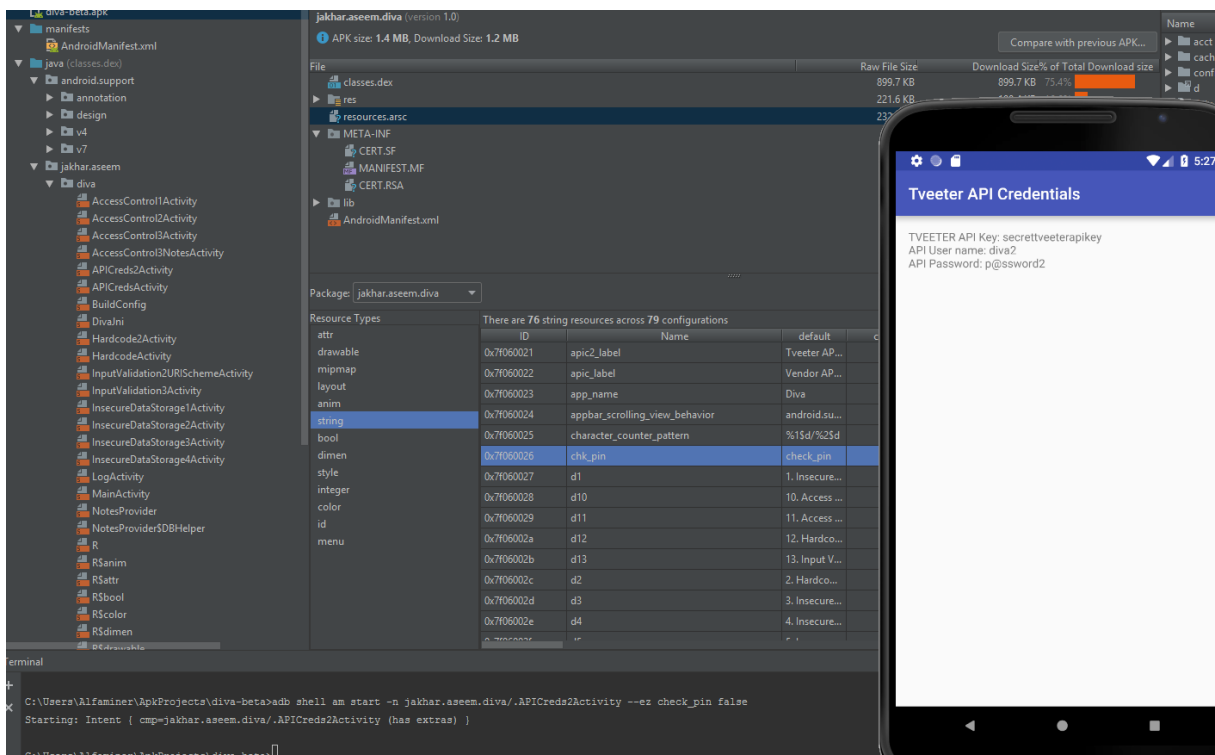 diva-beta.apk
manifests
AndroidManifest.xml
java (classes.dex)
android.support
annotation
design
v4
v7
jakhar.aseem
diva
AccessControl1Activity
AccessControl2Activity
AccessControl3Activity
AccessControl3NotesActivity
APICreds2Activity
APICredsActivity
BuildConfig
DivaJni
Hardcode2Activity
HardcodeActivity
InputValidation2URISchemeActivity
InputValidation3Activity
InsecureDataStorage1Activity
InsecureDataStorage2Activity
InsecureDataStorage3Activity
InsecureDataStorage4Activity
LogActivity
MainActivity
NotesProvider
NotesProvider$DBHelper
R
R$anim
R$attr
R$bool
R$color
R$dimen
R$drawable
jakhar.aseem.diva (version 1.0)
APK size: 1.4 MB, Download Size: 1.2 MB
Compare with previous APK...
File Raw File Size Download Size % of Total Download size
classes.dex 899.7 KB 899.7 KB 75.4%
res 221.6 KB
resources.arsc 232
META-INF
CERT.SF
MANIFEST.MF
CERT.RSA
lib
AndroidManifest.xml
Package: jakhar.aseem.diva
Resource Types
attr
drawable
mipmap
layout
anim
string
bool
dimen
style
integer
color
id
menu
There are 76 string resources across 79 configurations
ID Name default c
0x7f060021 apic2_label Tveeter AP...
0x7f060022 apic_label Vendor AP...
0x7f060023 app_name Diva
0x7f060024 appbar_scrolling_view_behavior android.su...
0x7f060025 character_counter_pattern %1$d/%2$d
0x7f060026 chk_pin check_pin
0x7f060027 d1 1. Insecure...
0x7f060028 d10 10. Access ...
0x7f060029 d11 11. Access ...
0x7f06002a d12 12. Hardco...
0x7f06002b d13 13. Input V...
0x7f06002c d2 2. Hardco...
0x7f06002d d3 3. Insecure...
0x7f06002e d4 4. Insecure...
Name
acct
cach
conf
d
5:27
Tveeter API Credentials
TVEETER API Key: secrettveeterapikey
API User name: diva2
API Password: p@ssword2
Terminal
C:\Users\Alfaminer\ApkProjects\diva-beta>adb shell am start -n jakhar.aseem.diva/.APICreds2Activity --ez check_pin false
Starting: Intent { cmp=jakhar.aseem.diva/.APICreds2Activity (has extras) }
C:\Users\Alfaminer\ApkProjects\diva-beta>